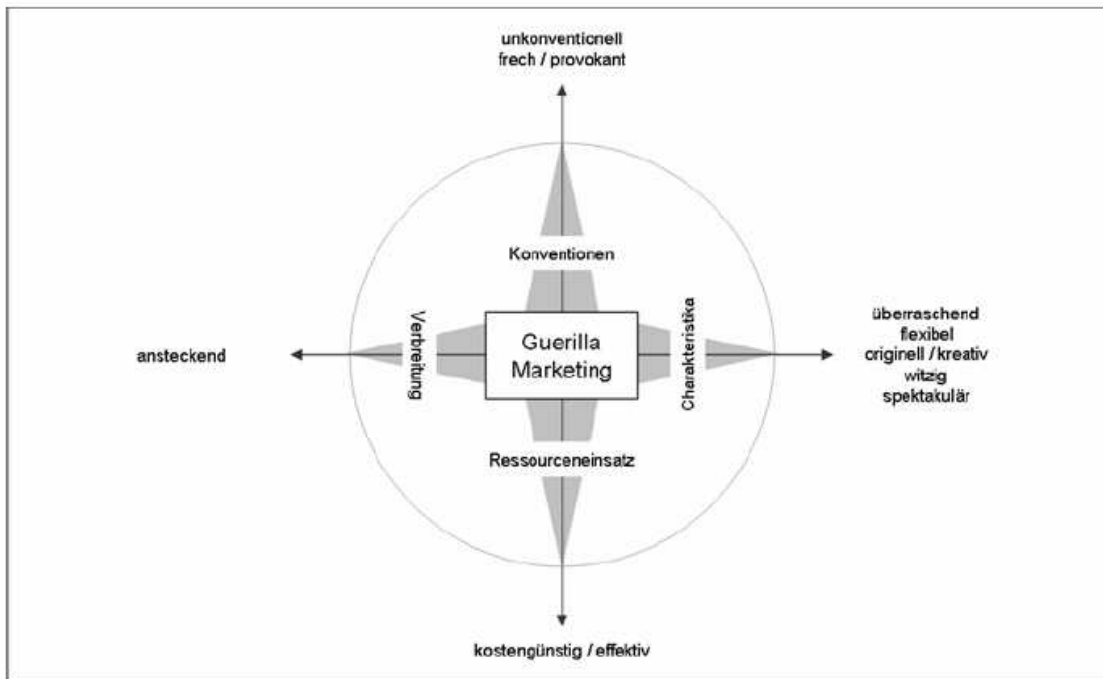 unkonventionell
frech / provokant
Konventionen
Verbreitung
Guerilla
Marketing
Charakteristika
ansteckend
überraschend
flexibel
originell / kreativ
witzig
spektakulär
Ressourceneinsatz
kostengünstig / effektiv